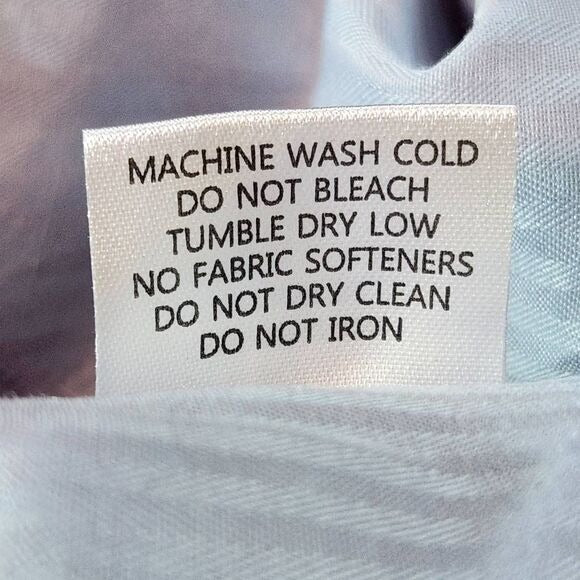 MACHINE WASH COLD
DO NOT BLEACH
TUMBLE DRY LOW
NO FABRIC SOFTENERS
DO NOT DRY CLEAN
DO NOT IRON